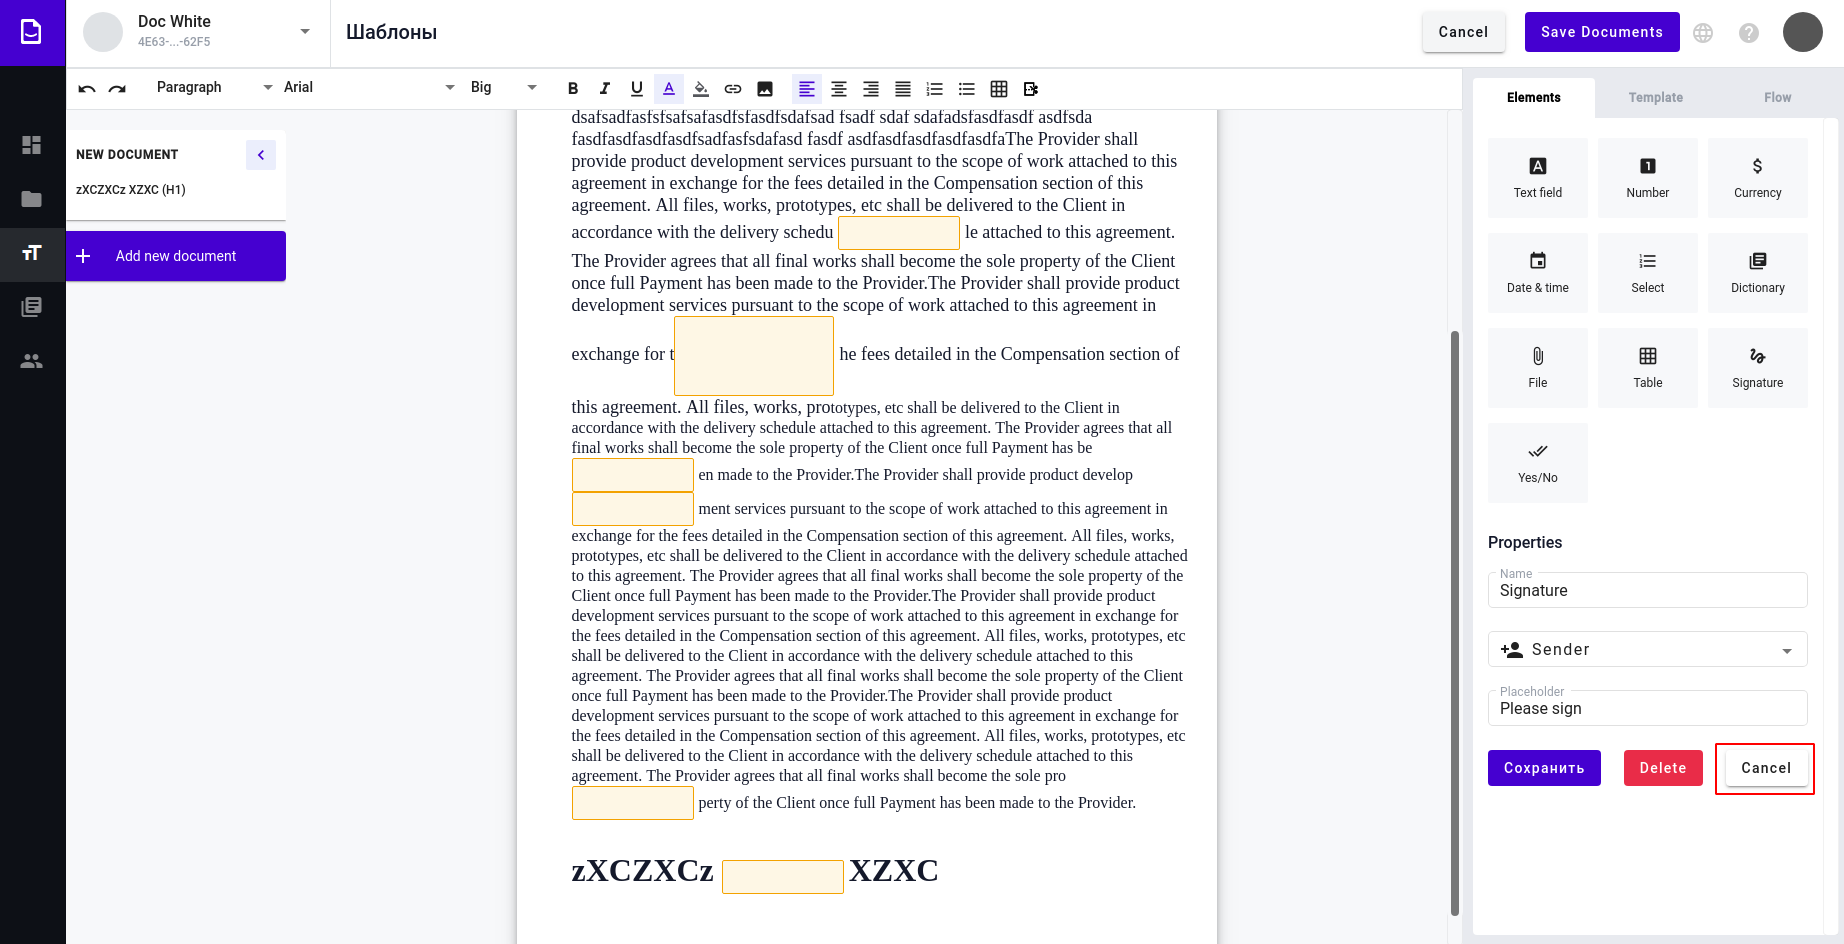 Doc White
4E63-...-62F5
Шаблоны
Cancel
Save Documents
Paragraph
Arial
Big
NEW DOCUMENT
zXCZXCz XZXC (H1)
Add new document
dsafsadfasfsfsafsafasdfsfasdfsdafsad fsadf sdaf sdafadsfasdfasdf asdfsda
fasdfasdfasdfasdfsadfasfsdafasd fasdf asdfasdfasdfasdfasdfaThe Provider shall
provide product development services pursuant to the scope of work attached to this
agreement in exchange for the fees detailed in the Compensation section of this
agreement. All files, works, prototypes, etc shall be delivered to the Client in
accordance with the delivery schedu le attached to this agreement.
The Provider agrees that all final works shall become the sole property of the Client
once full Payment has been made to the Provider.The Provider shall provide product
development services pursuant to the scope of work attached to this agreement in
exchange for t he fees detailed in the Compensation section of
this agreement. All files, works, prototypes, etc shall be delivered to the Client in
accordance with the delivery schedule attached to this agreement. The Provider agrees that all
final works shall become the sole property of the Client once full Payment has be
en made to the Provider.The Provider shall provide product develop
ment services pursuant to the scope of work attached to this agreement in
exchange for the fees detailed in the Compensation section of this agreement. All files, works,
prototypes, etc shall be delivered to the Client in accordance with the delivery schedule attached
to this agreement. The Provider agrees that all final works shall become the sole property of the
Client once full Payment has been made to the Provider.The Provider shall provide product
development services pursuant to the scope of work attached to this agreement in exchange for
the fees detailed in the Compensation section of this agreement. All files, works, prototypes, etc
shall be delivered to the Client in accordance with the delivery schedule attached to this
agreement. The Provider agrees that all final works shall become the sole property of the Client
once full Payment has been made to the Provider.The Provider shall provide product
development services pursuant to the scope of work attached to this agreement in exchange for
the fees detailed in the Compensation section of this agreement. All files, works, prototypes, etc
shall be delivered to the Client in accordance with the delivery schedule attached to this
agreement. The Provider agrees that all final works shall become the sole pro
perty of the Client once full Payment has been made to the Provider.
zXCZXCz XZXC
Elements
Template
Flow
Text field
Number
Currency
Date & time
Select
Dictionary
File
Table
Signature
Yes/No
Properties
Name
Signature
Sender
Placeholder
Please sign
Сохранить
Delete
Cancel